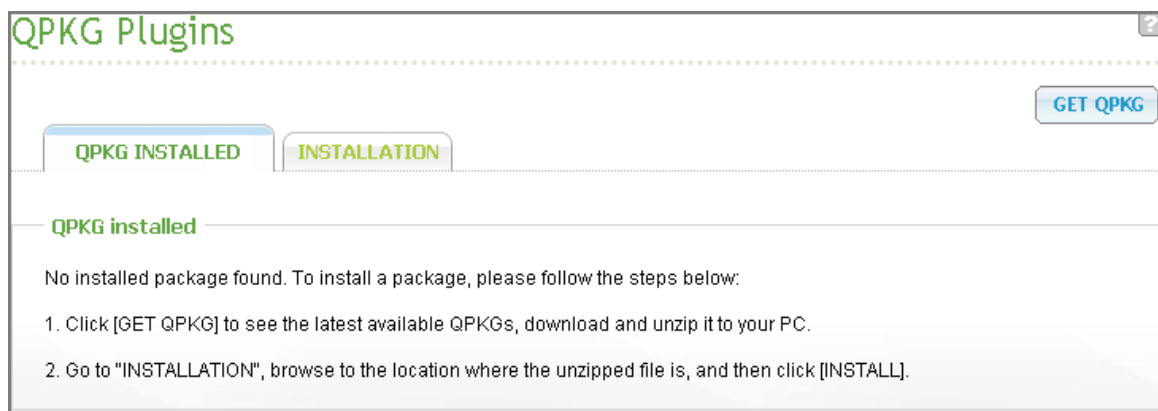 QPKG Plugins
?
GET QPKG
QPKG INSTALLED
INSTALLATION
QPKG installed
No installed package found. To install a package, please follow the steps below:
1. Click [GET QPKG] to see the latest available QPKGs, download and unzip it to your PC.
2. Go to "INSTALLATION", browse to the location where the unzipped file is, and then click [INSTALL].